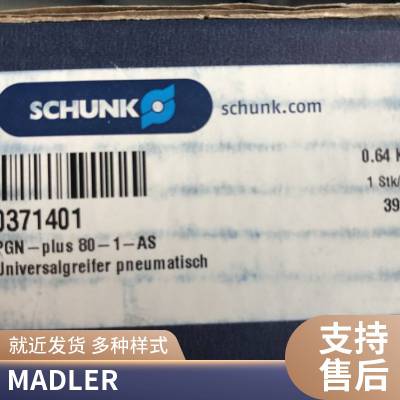 SCHUNK
schunk.com
0.64 K
1 Stk/
39
0371401
PGN-plus 80-1-AS
Universalgreifer pneumatisch
就近发货 多种样式
支持
售后
MADLER